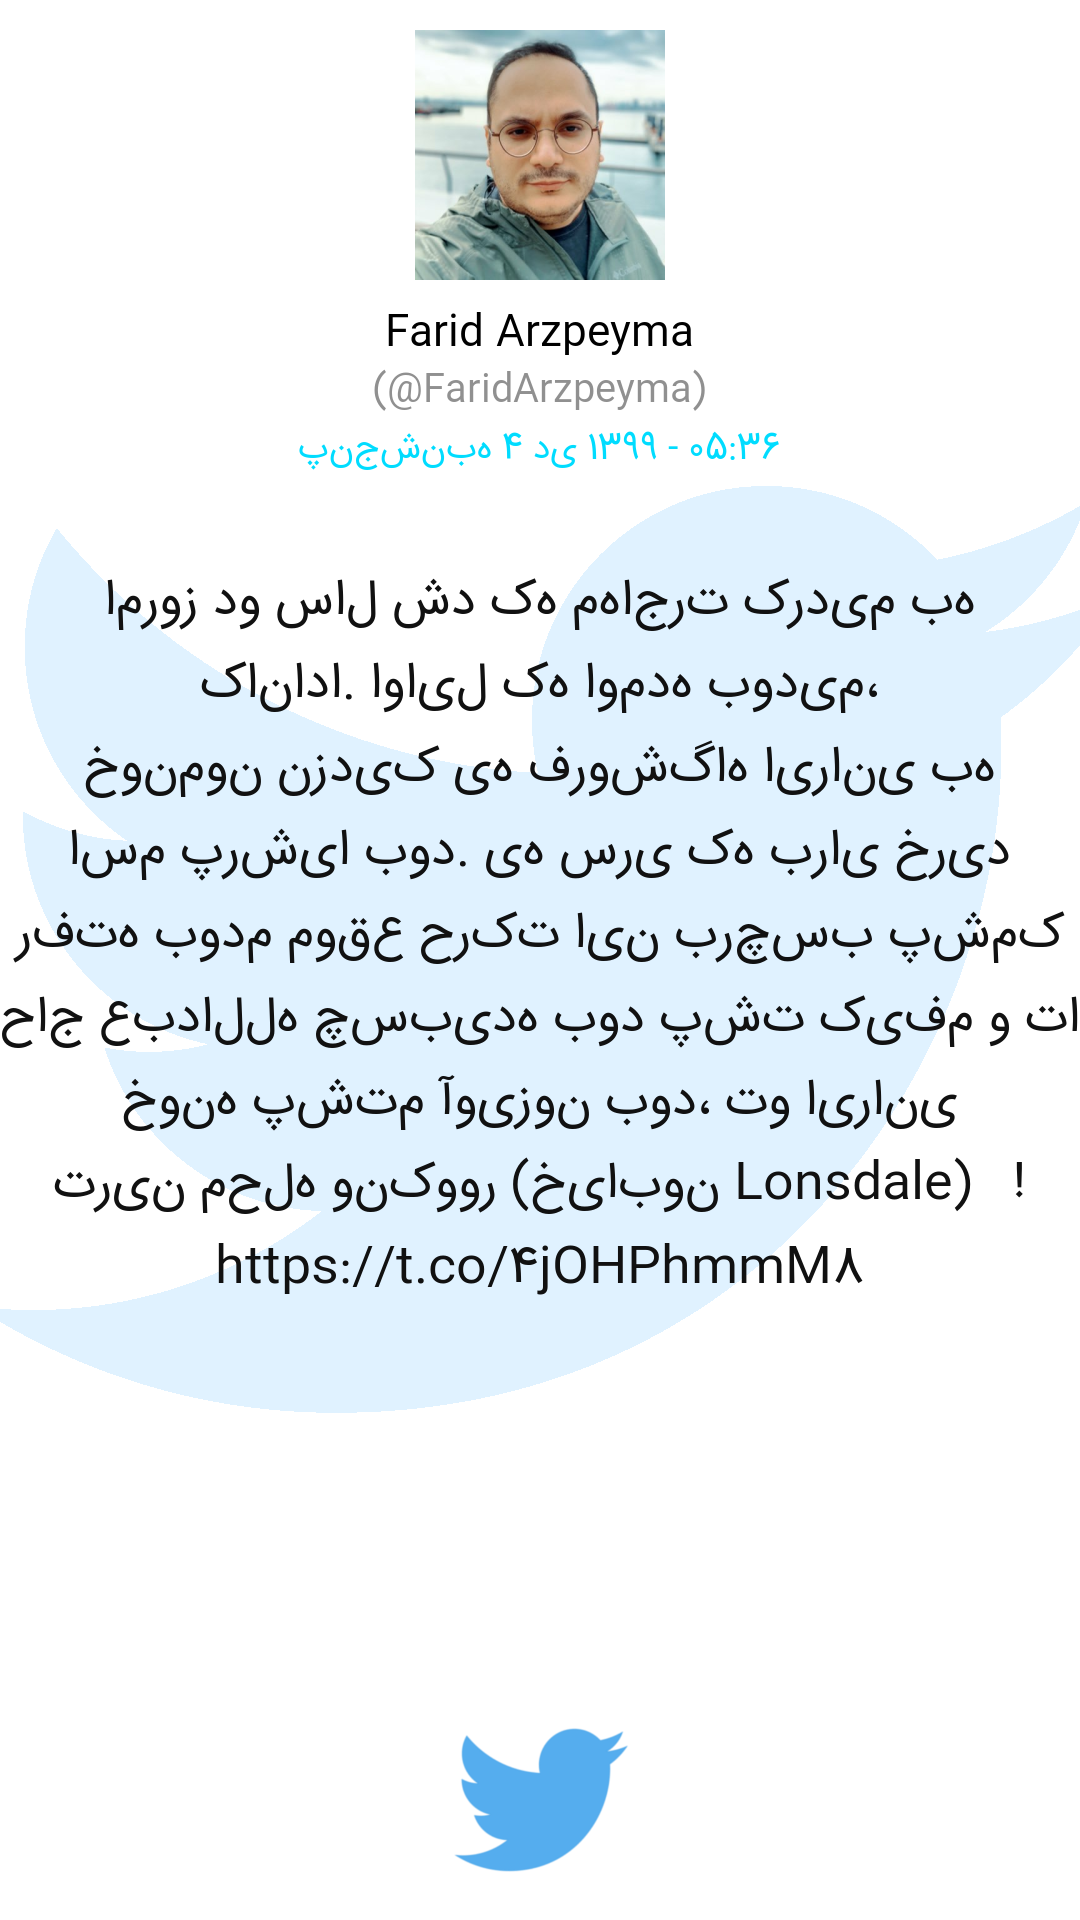 Farid Arzpeyma
(@FaridArzpeyma)
پنجشنبه ۴ دی ۱۳۹۹ - ۰۵:۳۶
امروز دو سال شد که مهاجرت کردیم به
کانادا. اوایل که اومده بودیم،
خونمون نزدیک یه فروشگاه ایرانی به
اسم پرشیا بود. یه سری که برای خرید
رفته بودم موقع حرکت این برچسب پشمک
حاج عبدالله چسبیده بود پشت کیفم و تا
خونه پشتم آویزون بود، تو ایرانی
ترین محله ونکوور (خیابون Lonsdale) !
https://t.co/۴jOHPhmmM۸